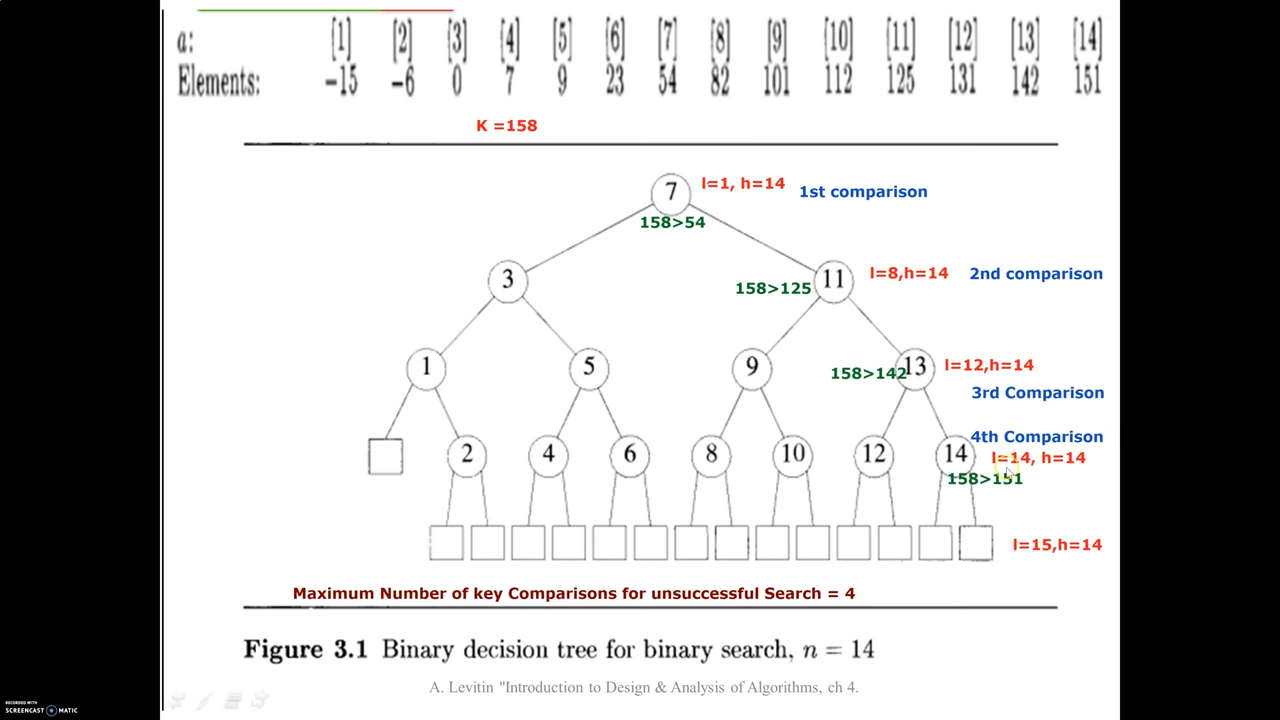 a: [1] [2] [3] [4] [5] [6] [7] [8] [9] [10] [11] [12] [13] [14]
Elements: −15 −6 0 7 9 23 54 82 101 112 125 131 142 151
K =158
7 l=1, h=14 1st comparison
158>54
3 158>125 11 l=8,h=14 2nd comparison
1 5 9 158>142 13 l=12,h=14
3rd Comparison
4th Comparison
2 4 6 8 10 12 14 l=14, h=14
158>151
l=15,h=14
Maximum Number of key Comparisons for unsuccessful Search = 4
Figure 3.1 Binary decision tree for binary search, n = 14
A. Levitin "Introduction to Design & Analysis of Algorithms, ch 4.
RECORDED WITH
SCREENCAST MATIC